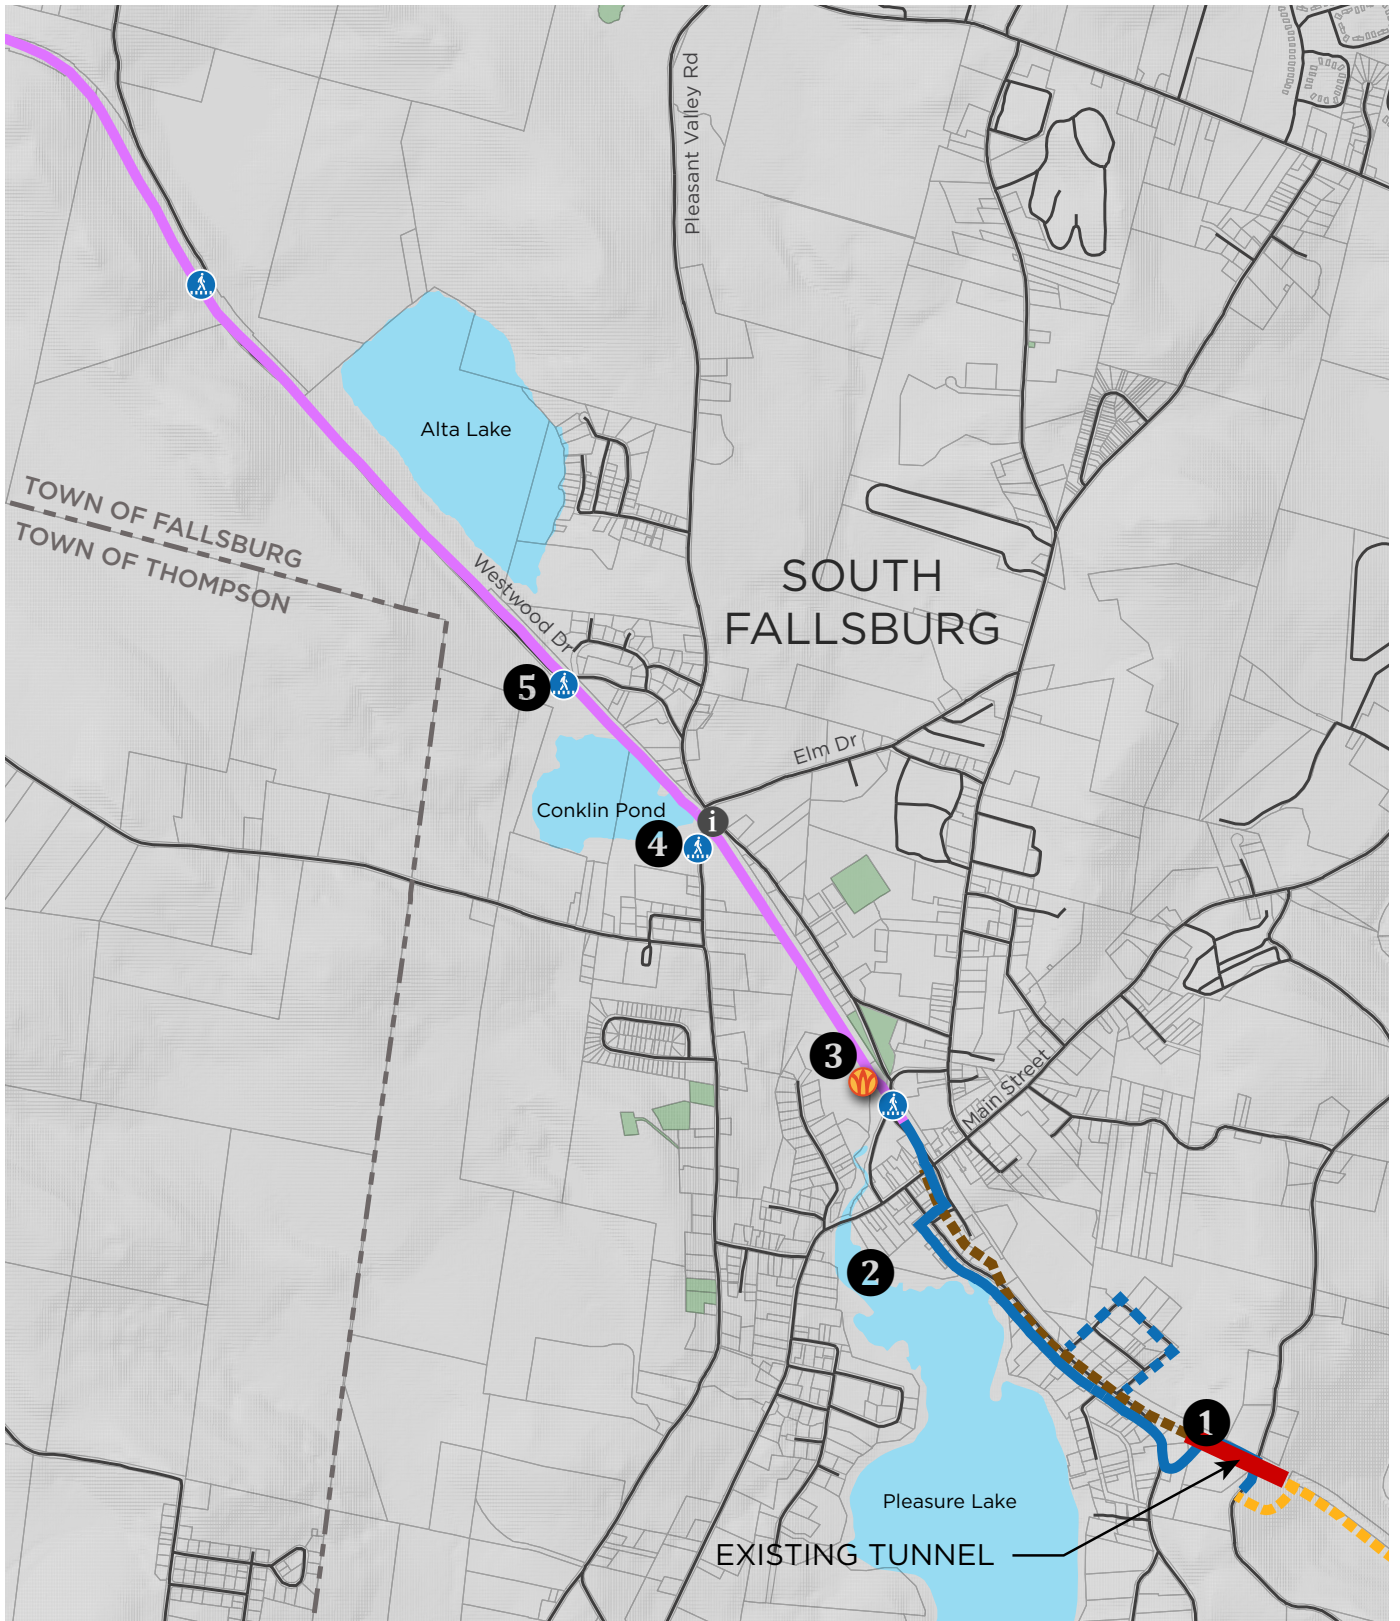 Pleasant Valley Rd
Alta Lake
TOWN OF FALLSBURG
TOWN OF THOMPSON
Westwood Dr
SOUTH
FALLSBURG
5
Elm Dr
Conklin Pond
i
4
3
Main Street
2
1
Pleasure Lake
EXISTING TUNNEL